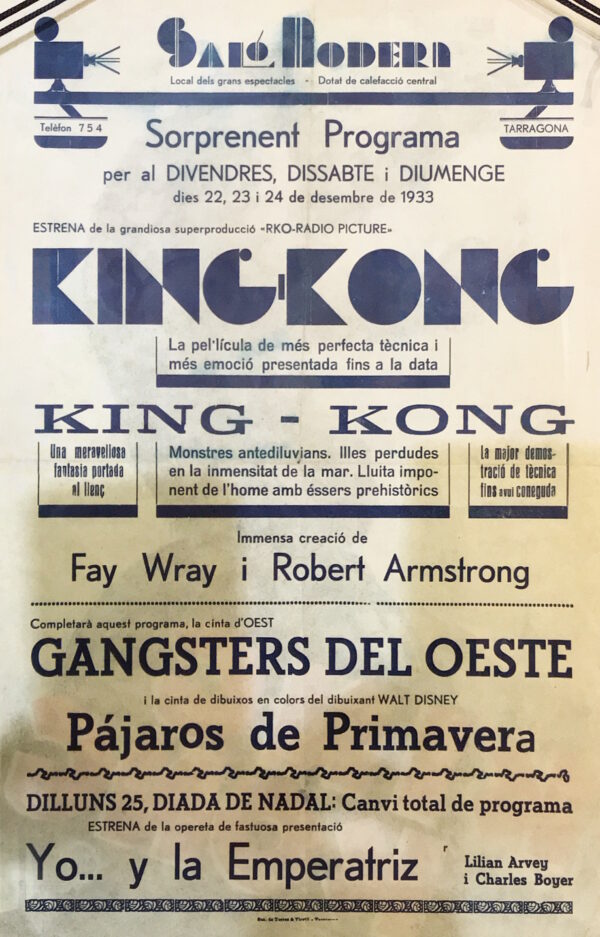 Saló Modern
Local dels grans espectacles - Dotat de calefacció central
Telèfon 754
TARRAGONA
Sorprenent Programa
per al DIVENDRES, DISSABTE i DIUMENGE
dies 22, 23 i 24 de desembre de 1933
ESTRENA de la grandiosa superproducció «RKO-RADIO PICTURE»
KING-KONG
La pel·lícula de més perfecta tècnica i
més emoció presentada fins a la data
KING - KONG
Una meravellosa
fantasia portada
al llenç
Monstres antediluvians. Illes perdudes
en la inmensitat de la mar. Lluita impo-
nent de l'home amb éssers prehistòrics
La major demos-
tració de tècnica
fins avui coneguda
Immensa creació de
Fay Wray i Robert Armstrong
Completarà aquest programa, la cinta d'OEST
GANGSTERS DEL OESTE
i la cinta de dibuixos en colors del dibuixant WALT DISNEY
Pájaros de Primavera
DILLUNS 25, DIADA DE NADAL: Canvi total de programa
ESTRENA de la opereta de fastuosa presentació
Yo... y la Emperatriz
Lilian Arvey
i Charles Boyer